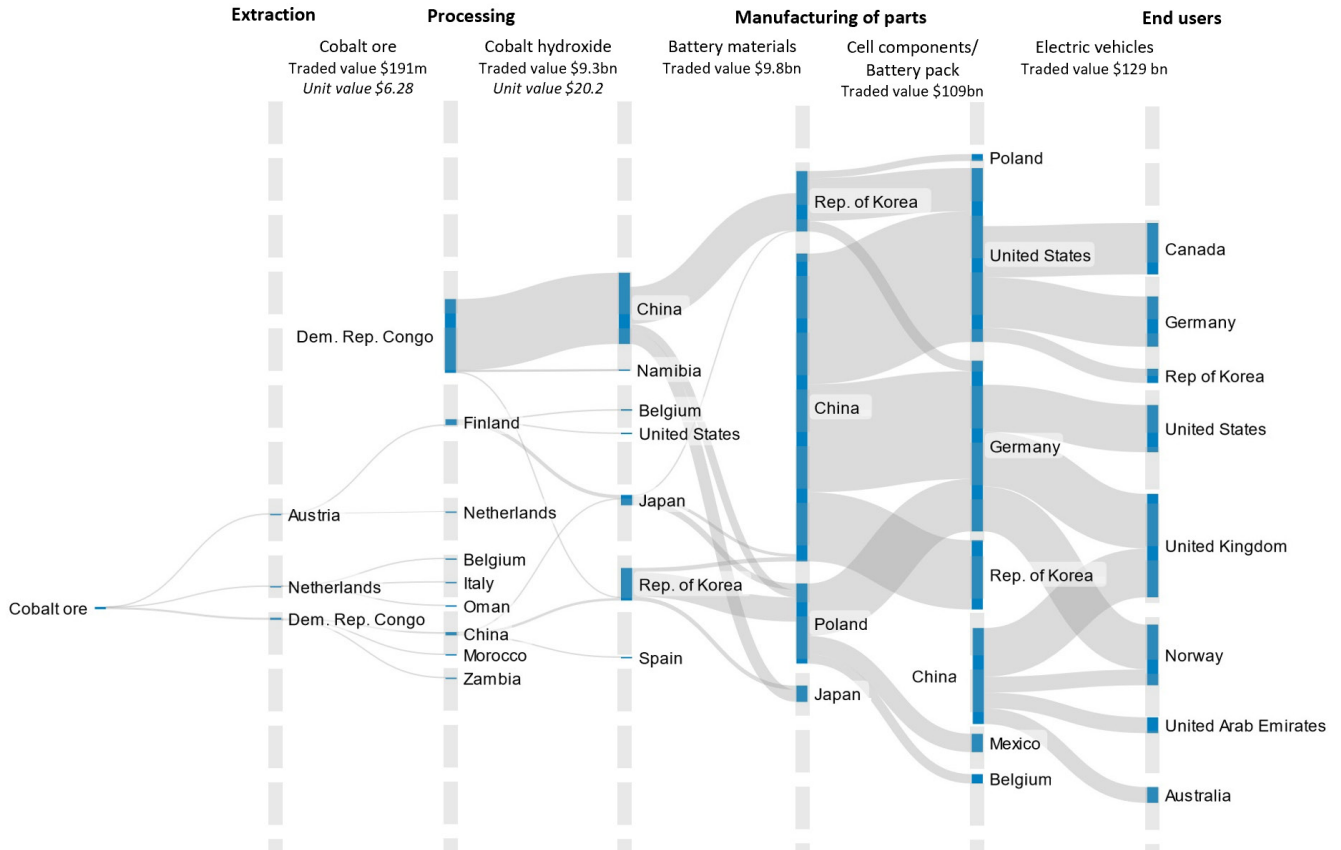 Extraction
Processing
Manufacturing of parts
End users
Cobalt ore
Traded value $191m
Unit value $6.28
Cobalt hydroxide
Traded value $9.3bn
Unit value $20.2
Battery materials
Traded value $9.8bn
Cell components/
Battery pack
Traded value $109bn
Electric vehicles
Traded value $129 bn
Cobalt ore
Austria
Netherlands
Dem. Rep. Congo
Dem. Rep. Congo
Finland
Netherlands
Belgium
Italy
Oman
China
Morocco
Zambia
China
Namibia
Belgium
United States
Japan
Rep. of Korea
Spain
Rep. of Korea
China
Poland
Japan
Poland
United States
Germany
Rep. of Korea
China
Mexico
Belgium
Canada
Germany
Rep of Korea
United States
United Kingdom
Norway
United Arab Emirates
Australia